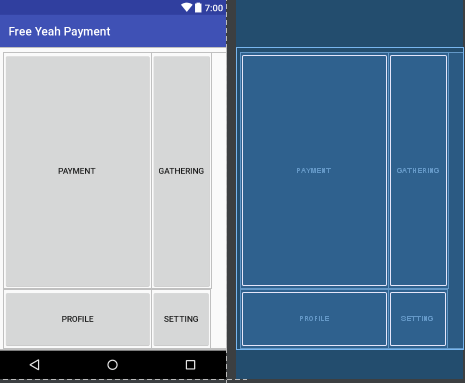 7:00
Free Yeah Payment
PAYMENT
GATHERING
PROFILE
SETTING
PAYMENT
GATHERING
PROFILE
SETTING